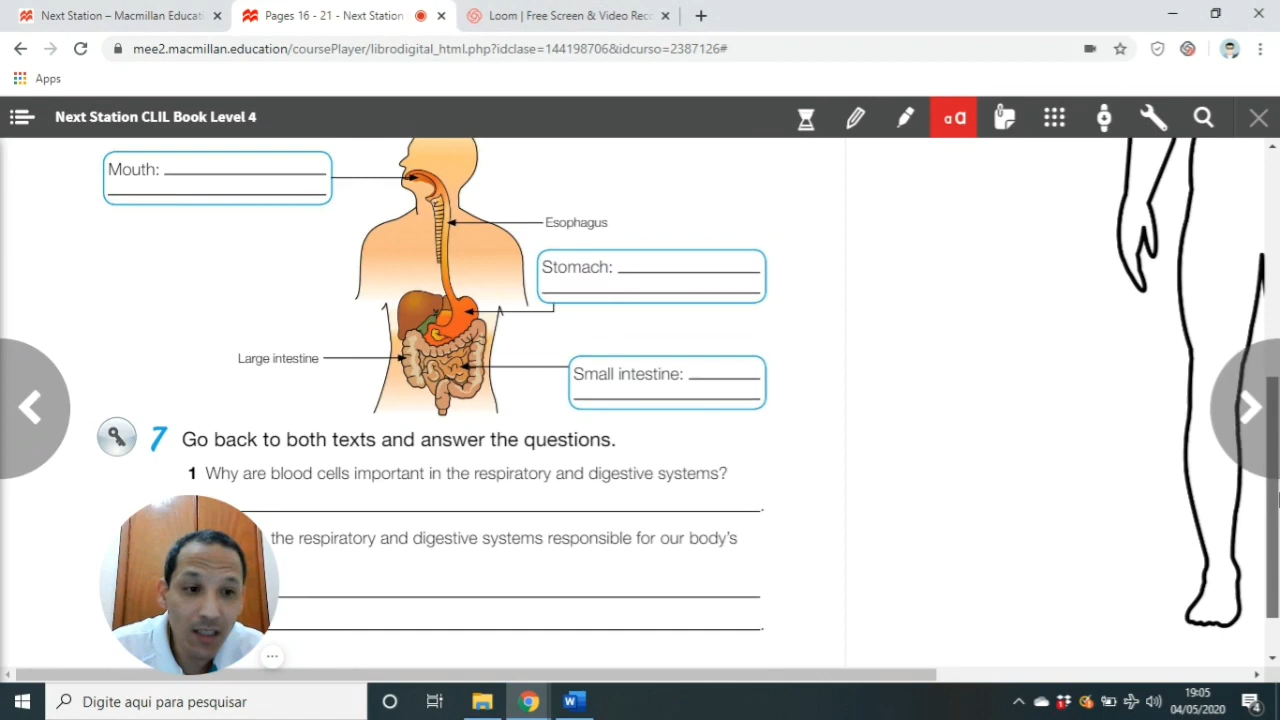 Next Station – Macmillan Educati
Pages 16 - 21 - Next Station
Loom | Free Screen & Video Rec
mee2.macmillan.education/coursePlayer/librodigital_html.php?idclase=144198706&idcurso=2387126#
Apps
Next Station CLIL Book Level 4
a a
Mouth:
Esophagus
Stomach:
Large intestine
Small intestine:
7 Go back to both texts and answer the questions.
1 Why are blood cells important in the respiratory and digestive systems?
the respiratory and digestive systems responsible for our body's
Digite aqui para pesquisar
W
19:05
04/05/2020
4